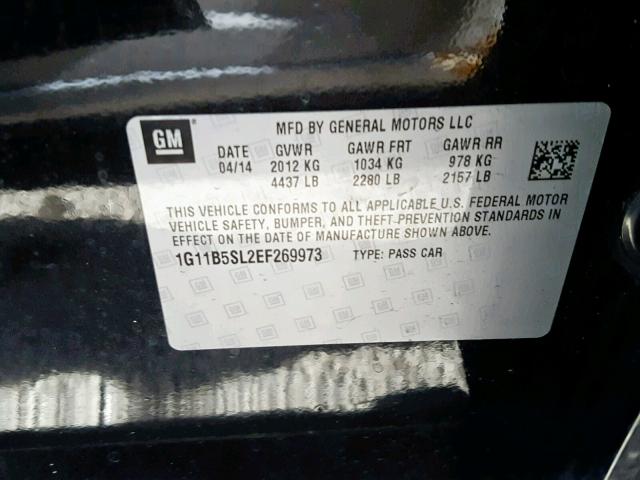 GM
MFD BY GENERAL MOTORS LLC
DATE GVWR GAWR FRT GAWR RR
04/14 2012 KG 1034 KG 978 KG
4437 LB 2280 LB 2157 LB
THIS VEHICLE CONFORMS TO ALL APPLICABLE U.S. FEDERAL MOTOR
VEHICLE SAFETY, BUMPER, AND THEFT PREVENTION STANDARDS IN
EFFECT ON THE DATE OF MANUFACTURE SHOWN ABOVE.
1G11B5SL2EF269973 TYPE: PASS CAR